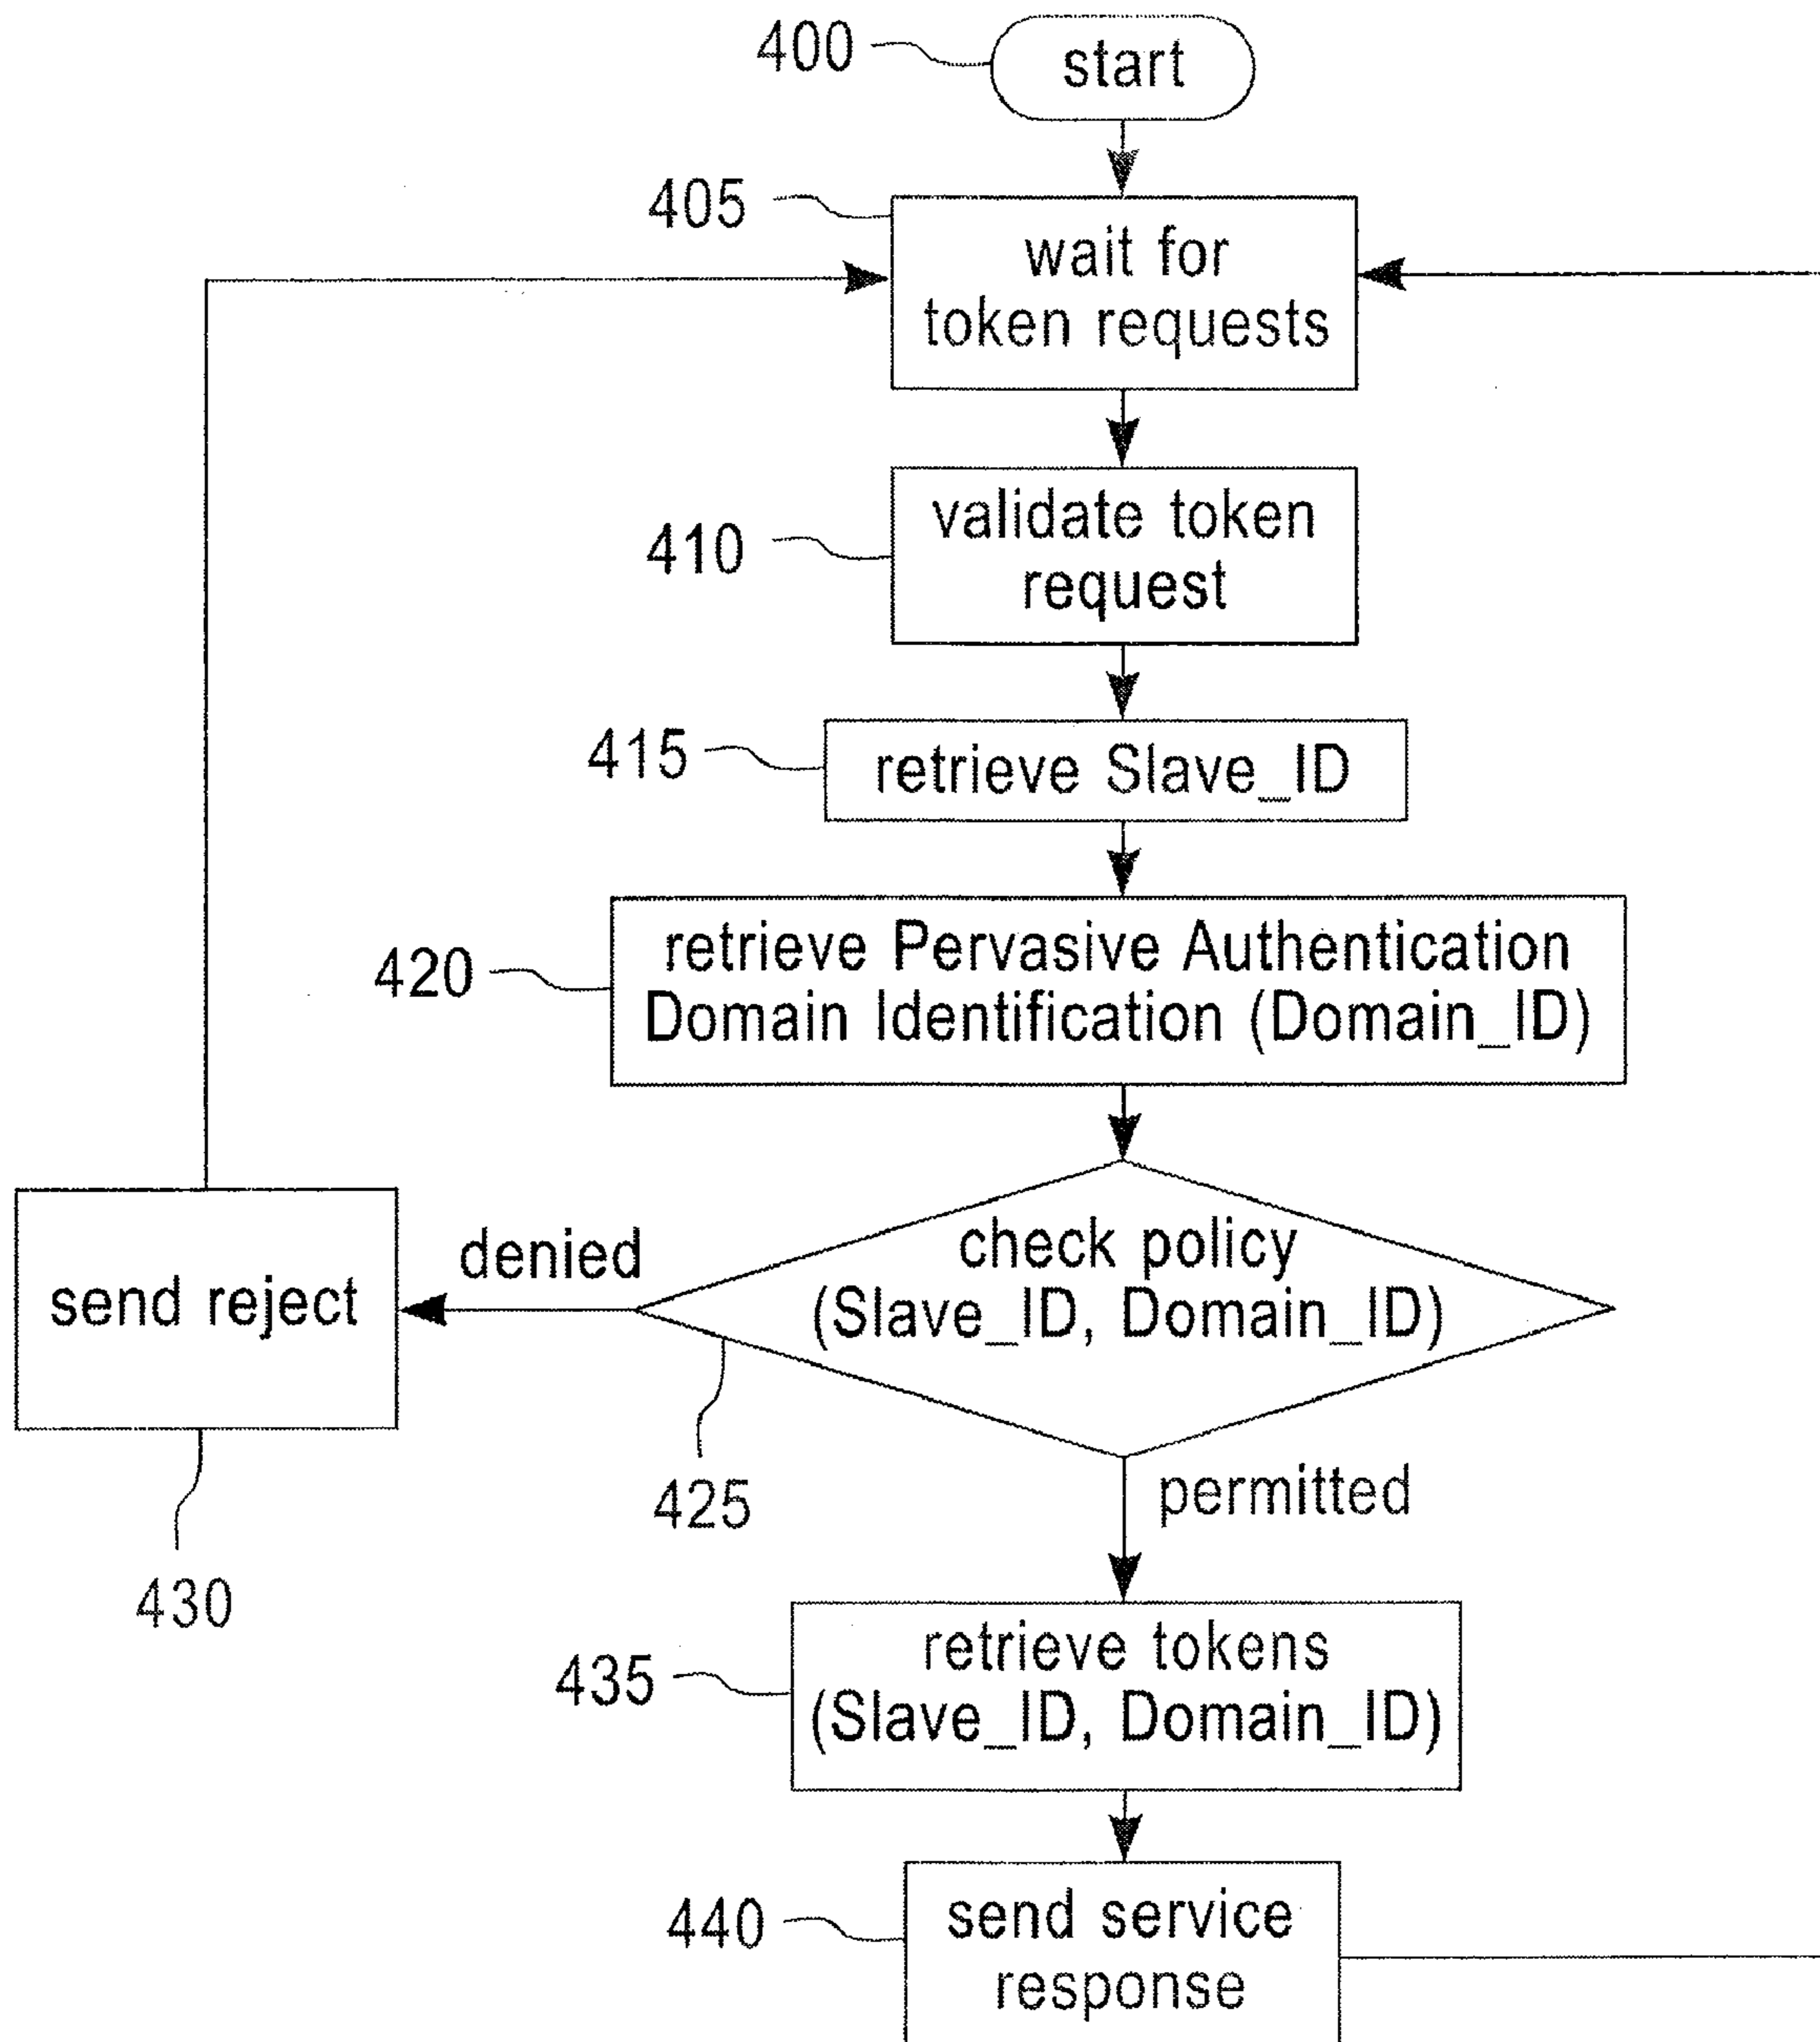 400
start
405
wait for
token requests
410
validate token
request
415
retrieve Slave_ID
420
retrieve Pervasive Authentication
Domain Identification (Domain_ID)
send reject
denied
check policy
(Slave_ID, Domain_ID)
425
permitted
430
435
retrieve tokens
(Slave_ID, Domain_ID)
440
send service
response